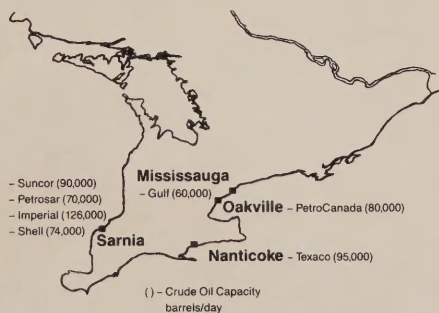 – Suncor (90,000)
– Petrosar (70,000)
– Imperial (126,000)
– Shell (74,000)
Sarnia
Mississauga
– Gulf (60,000)
Oakville – PetroCanada (80,000)
Nanticoke – Texaco (95,000)
( ) – Crude Oil Capacity
barrels/day